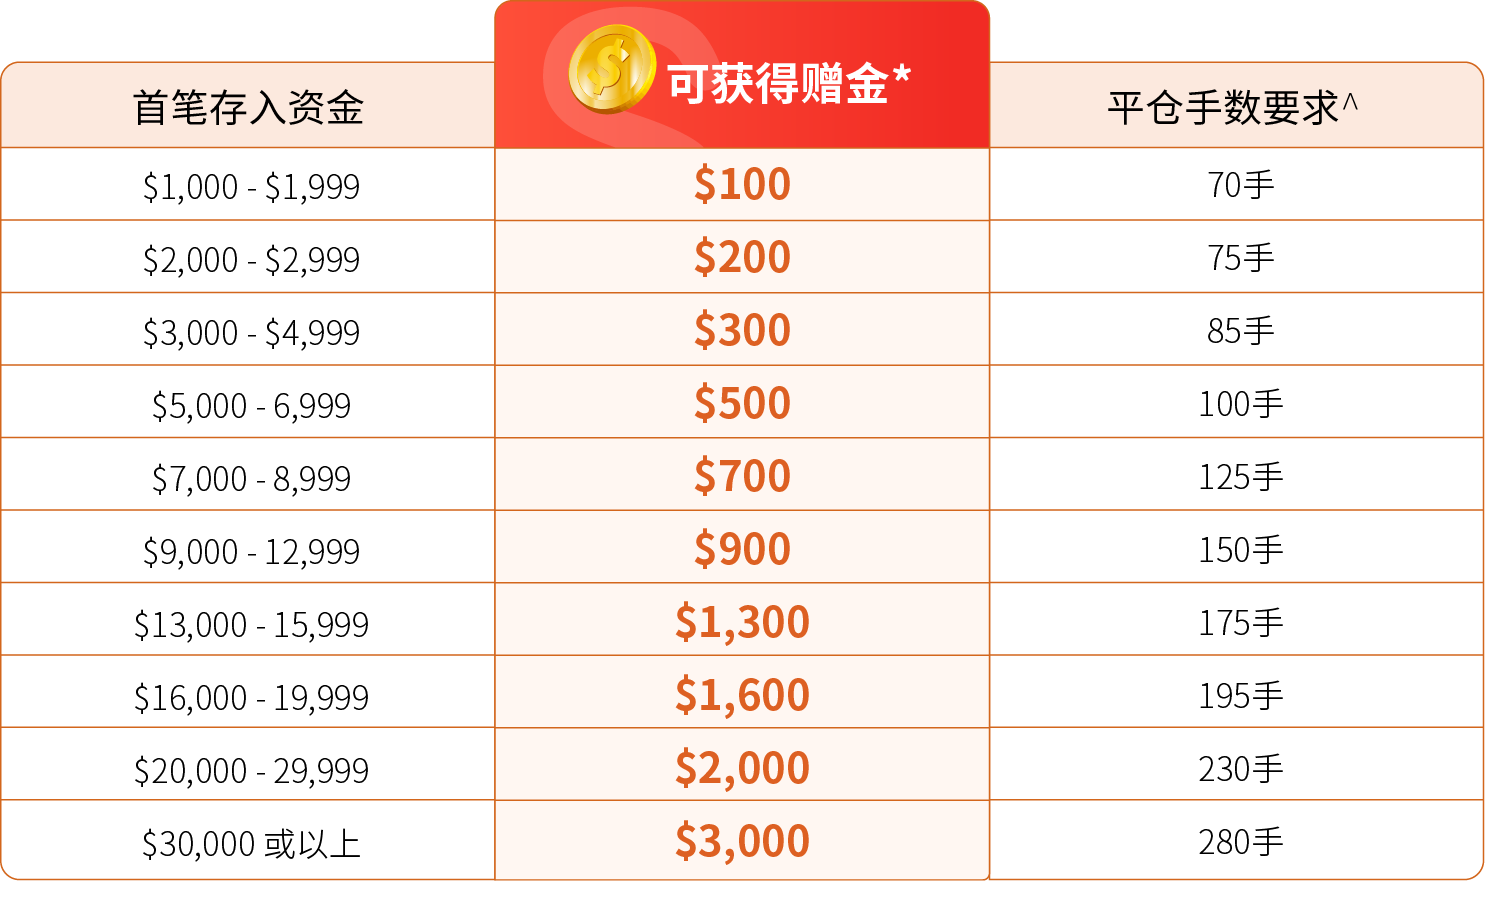 首笔存入资金 可获得赠金* 平仓手数要求^
$1,000 - $1,999 $100 70手
$2,000 - $2,999 $200 75手
$3,000 - $4,999 $300 85手
$5,000 - 6,999 $500 100手
$7,000 - 8,999 $700 125手
$9,000 - 12,999 $900 150手
$13,000 - 15,999 $1,300 175手
$16,000 - 19,999 $1,600 195手
$20,000 - 29,999 $2,000 230手
$30,000 或以上 $3,000 280手